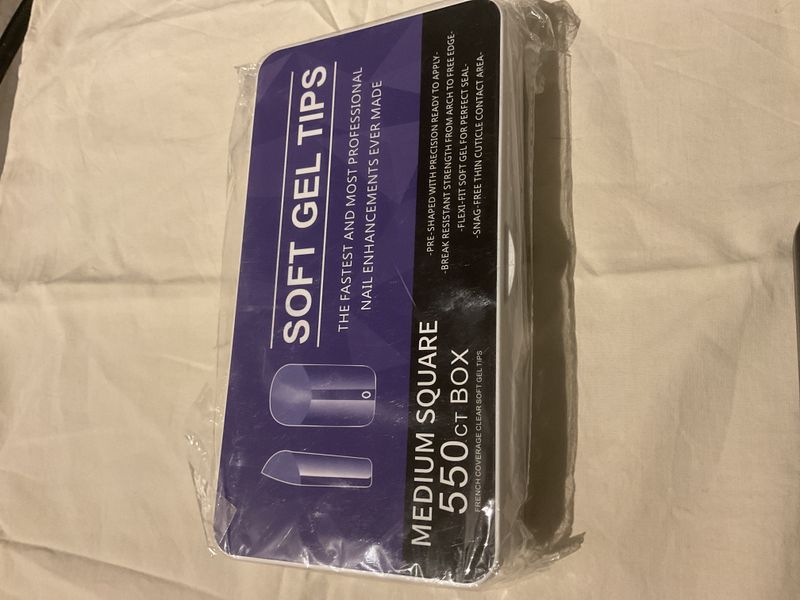 SOFT GEL TIPS
THE FASTEST AND MOST PROFESSIONAL
NAIL ENHANCEMENTS EVER MADE
0
MEDIUM SQUARE
550CT BOX
FRENCH COVERAGE CLEAR SOFT GEL TIPS
-PRE-SHAPED WITH PRECISION READY TO APPLY-
-BREAK RESISTANT STRENGTH FROM ARCH TO FREE EDGE-
-FLEXI-FIT SOFT GEL FOR PERFECT SEAL-
-SNAG-FREE THIN CUTICLE CONTACT AREA-